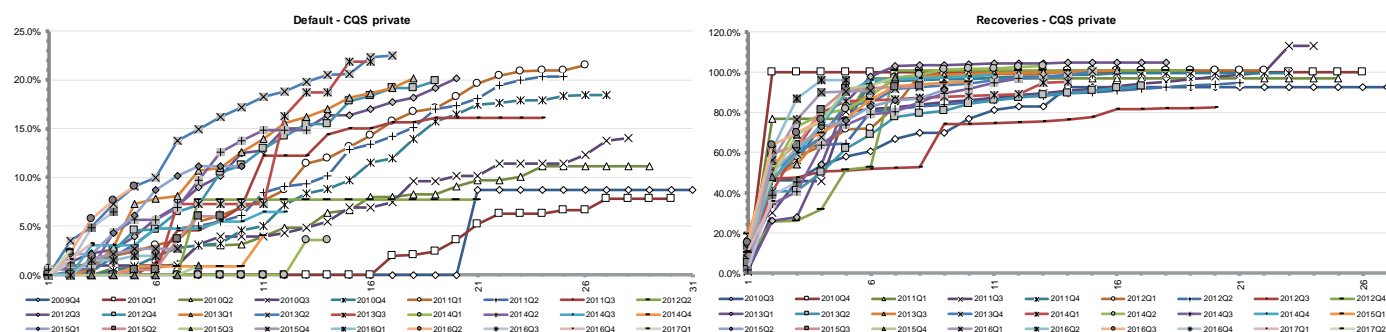 Default - CQS private
25.0%
20.0%
15.0%
10.0%
5.0%
0.0%
1 6 11 16 21 26 31
2009Q4 2010Q1 2010Q2 2010Q3 2010Q4 2011Q1 2011Q2 2011Q3 2012Q2
2012Q3 2012Q4 2013Q1 2013Q2 2013Q3 2014Q1 2014Q2 2014Q3 2014Q4
2015Q1 2015Q2 2015Q3 2015Q4 2016Q1 2016Q2 2016Q3 2016Q4 2017Q1
Recoveries - CQS private
120.0%
100.0%
80.0%
60.0%
40.0%
20.0%
0.0%
1 6 11 16 21 26
2010Q3 2010Q4 2011Q1 2011Q3 2011Q4 2012Q1 2012Q2 2012Q3 2012Q4
2013Q1 2013Q2 2013Q3 2013Q4 2014Q1 2014Q2 2014Q3 2014Q4 2015Q1
2015Q2 2015Q3 2015Q4 2016Q1 2016Q2 2016Q3 2016Q4 2017Q1 2017Q2